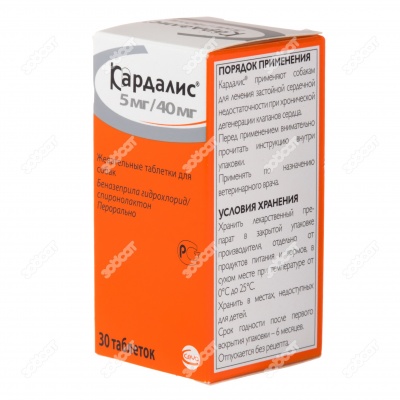 Кардалис®
5 мг/40 мг
Жевательные таблетки для
собак
Беназеприла гидрохлорид/
спиронолактон
Перорально
30 таблеток
Ceva
ПОРЯДОК ПРИМЕНЕНИЯ
Кардалис® применяют собакам
для лечения застойной сердечной
недостаточности при хронической
дегенерации клапанов сердца.
Перед применением внимательно
прочитать инструкцию внутри
упаковки.
Применять по назначению
ветеринарного врача.
УСЛОВИЯ ХРАНЕНИЯ
Хранить лекарственный пре-
парат в закрытой упаковке
производителя, отдельно от
продуктов питания и кормов, в
сухом месте при температуре от
0°С до 25°С
Хранить в местах, недоступных
для детей.
Срок годности после первого
вскрытия упаковки – 6 месяцев.
Отпускается без рецепта.